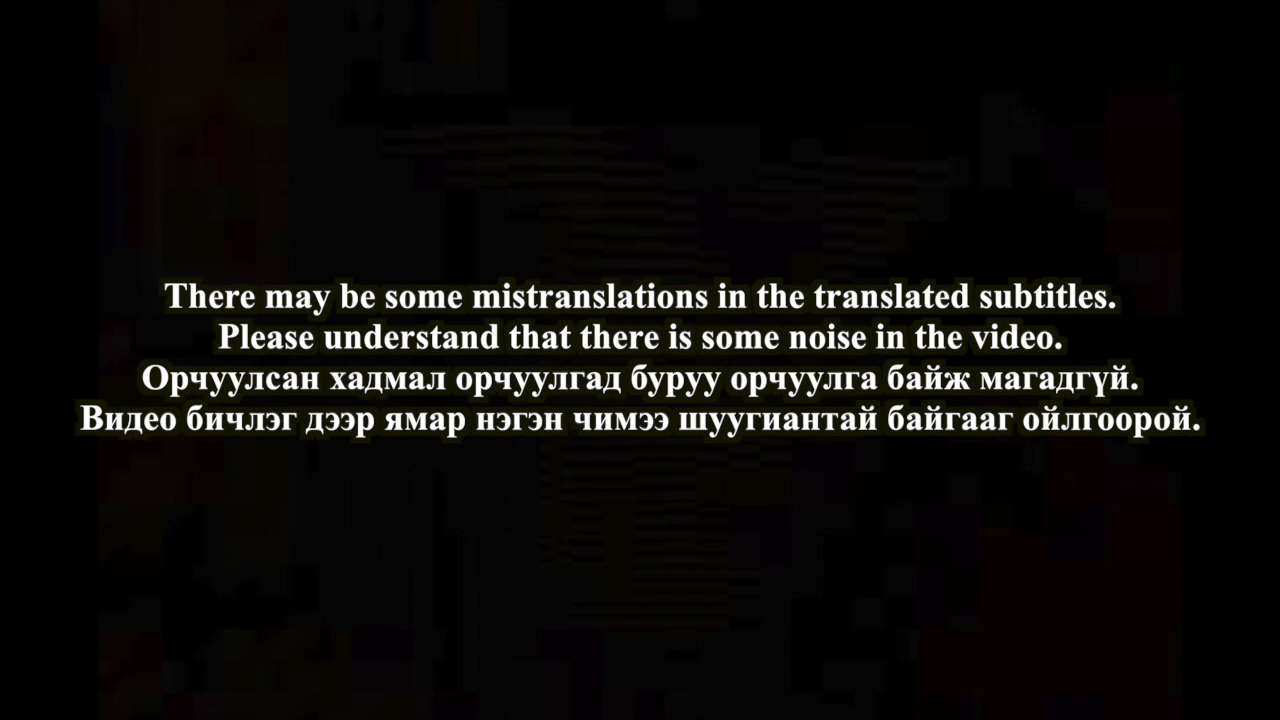 There may be some mistranslations in the translated subtitles.
Please understand that there is some noise in the video.
Орчуулсан хадмал орчуулгад буруу орчуулга байж магадгүй.
Видео бичлэг дээр ямар нэгэн чимээ шуугиантай байгааг ойлгоорой.